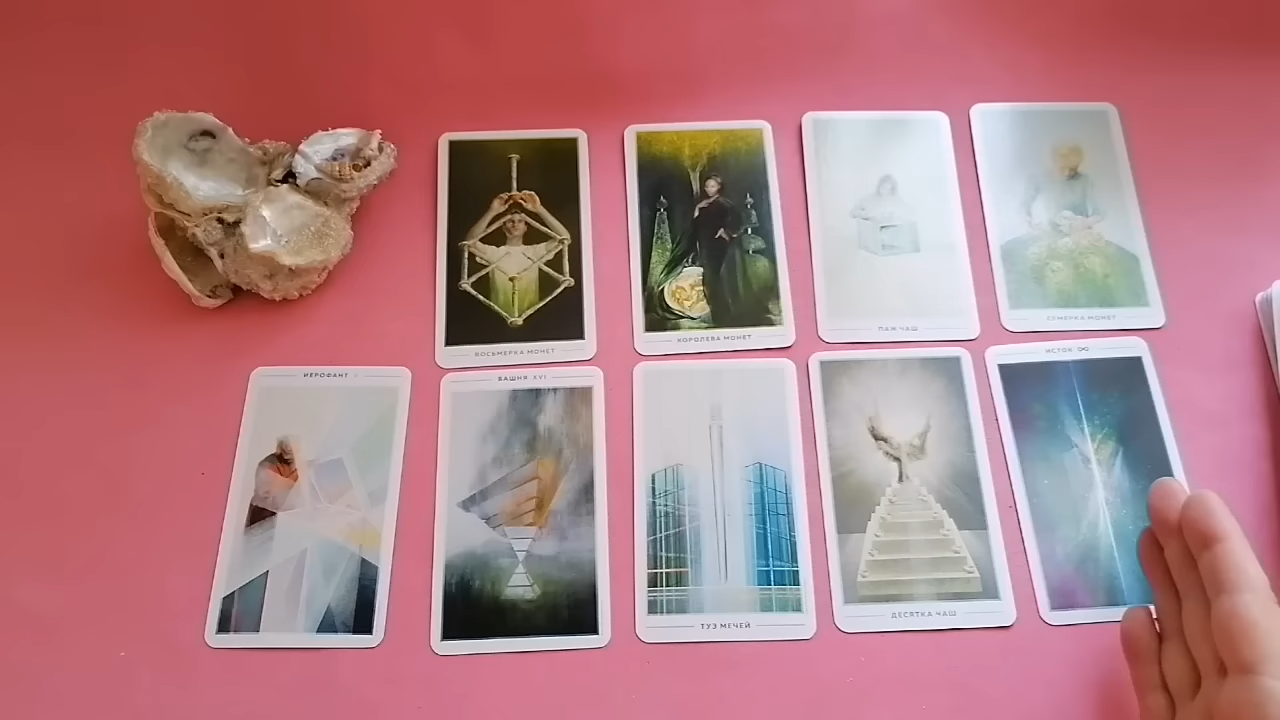 ВОСЬМЕРКА МОНЕТ
КОРОЛЕВА МОНЕТ
ПАЖ ЧАШ
СЕМЕРКА МОНЕТ
ИЕРОФАНТ
БАШНЯ XVI
ТУЗ МЕЧЕЙ
ДЕСЯТКА ЧАШ
ИСТОК ∞